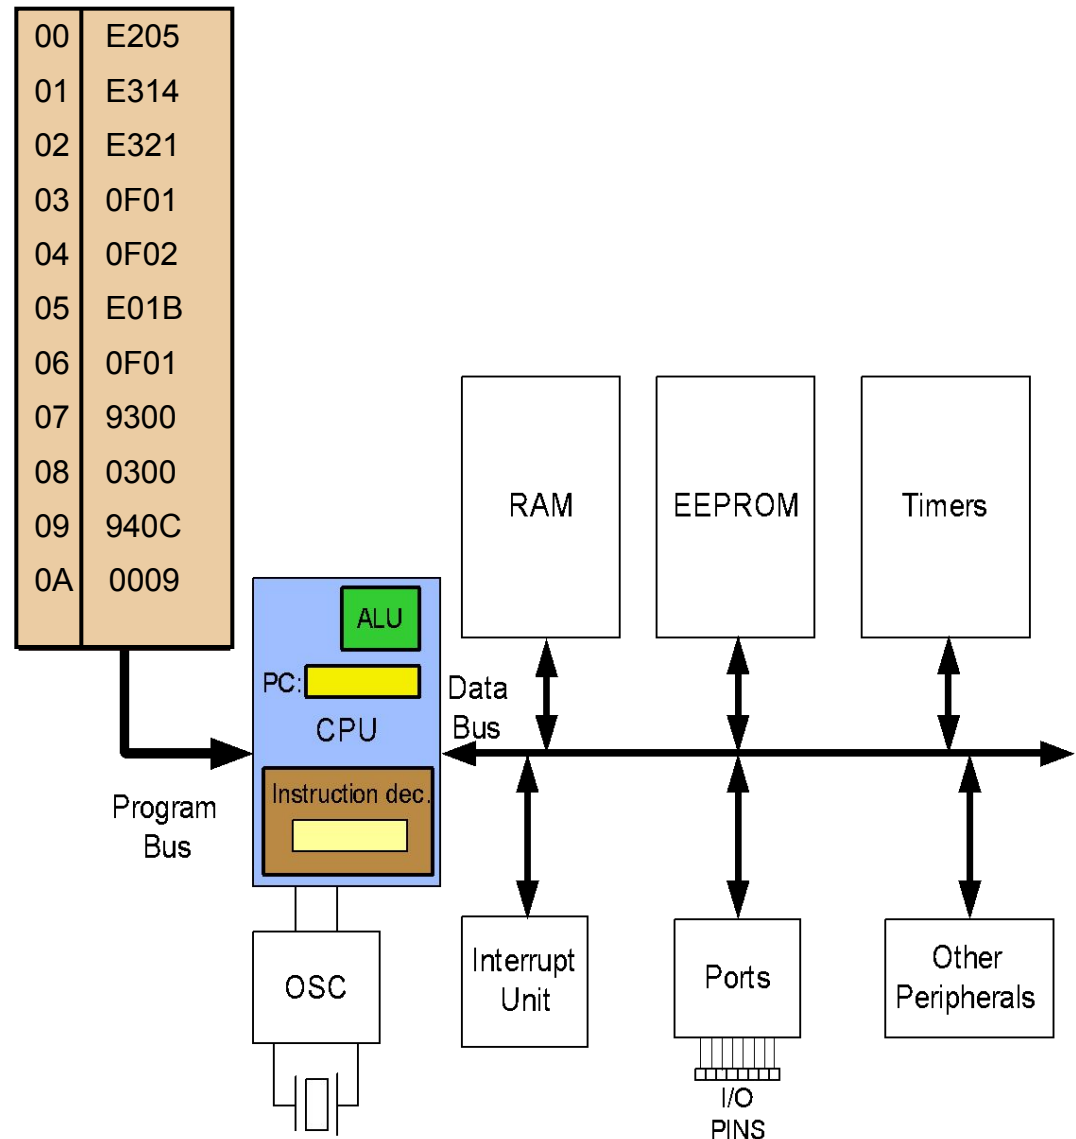 00 E205
01 E314
02 E321
03 0F01
04 0F02
05 E01B
06 0F01
07 9300
08 0300
09 940C
0A 0009
RAM
EEPROM
Timers
ALU
PC:
CPU
Data
Bus
Instruction dec.
Program
Bus
OSC
Interrupt
Unit
Ports
Other
Peripherals
I/O
PINS